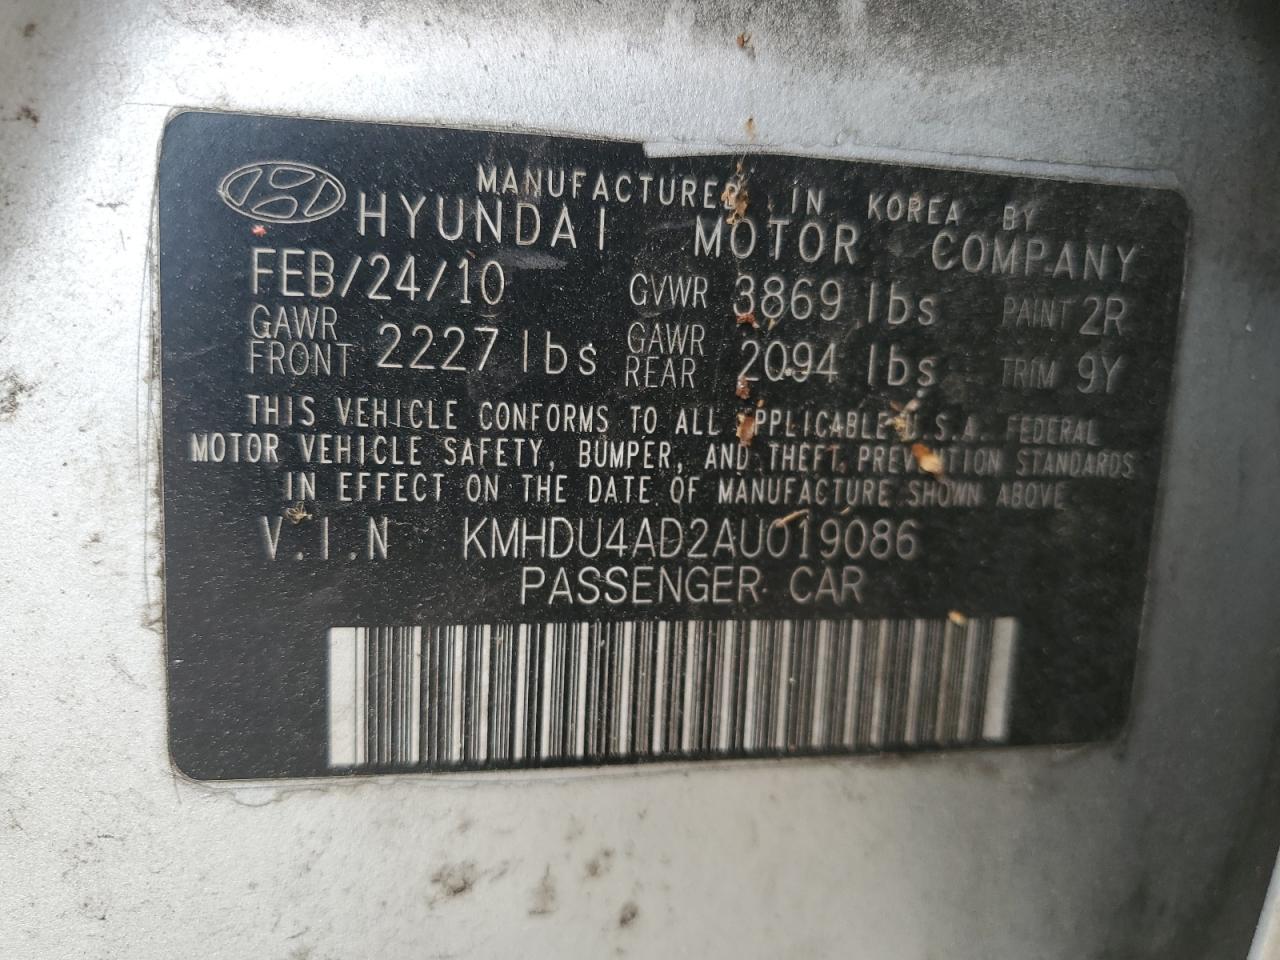 MANUFACTURED IN KOREA BY
HYUNDAI MOTOR COMPANY
FEB/24/10 GVWR 3869 lbs PAINT 2R
GAWR FRONT 2227 lbs GAWR REAR 2094 lbs TRIM 9Y
THIS VEHICLE CONFORMS TO ALL APPLICABLE U.S.A. FEDERAL
MOTOR VEHICLE SAFETY, BUMPER, AND THEFT PREVENTION STANDARDS
IN EFFECT ON THE DATE OF MANUFACTURE SHOWN ABOVE
V.I.N KMHDU4AD2AU019086
PASSENGER CAR